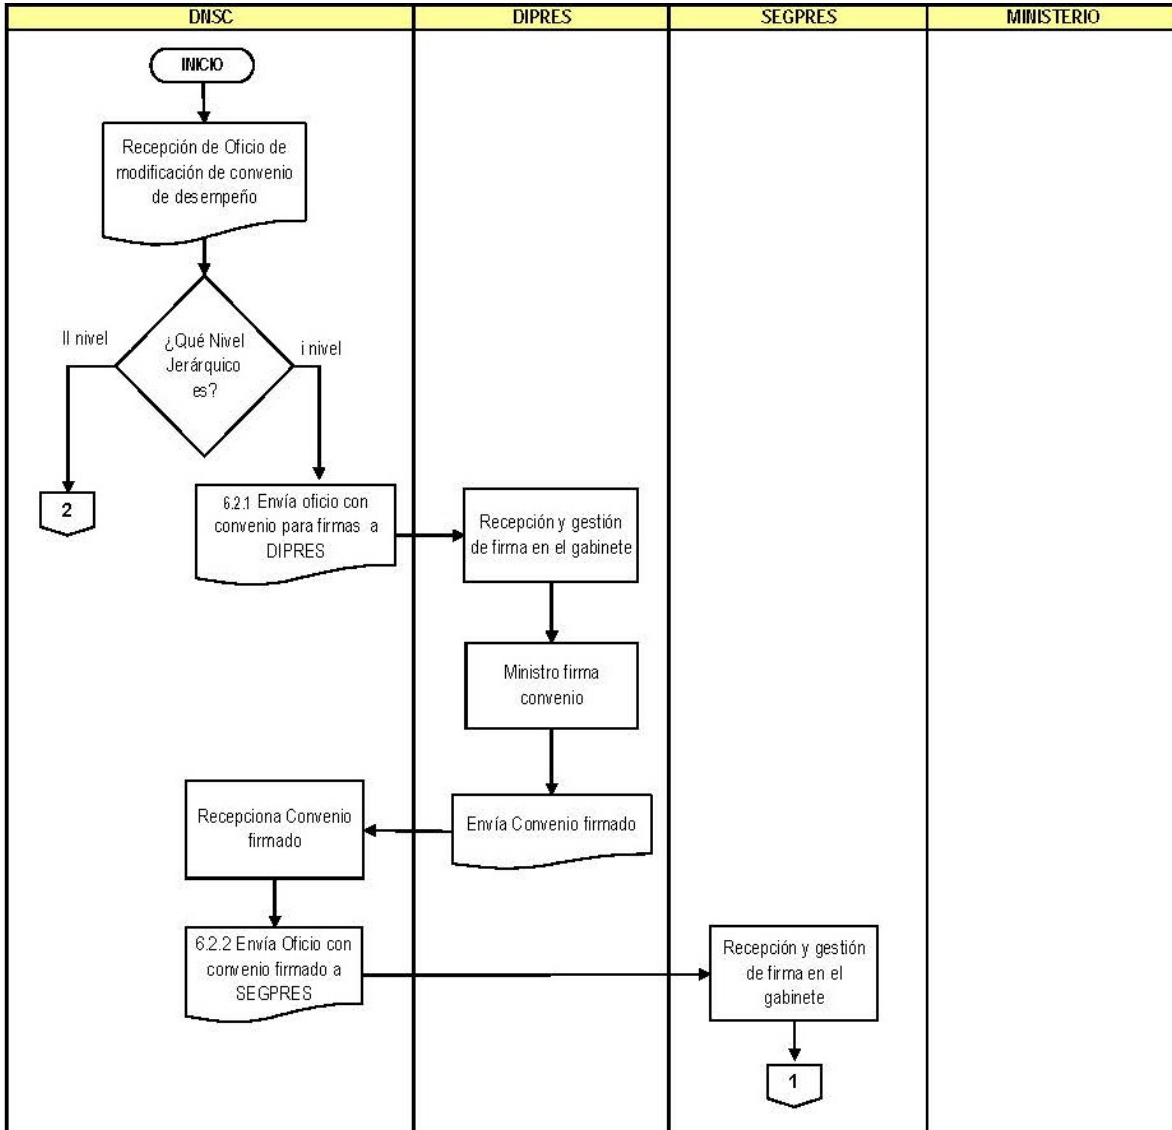 DNSC
DIPRES
SEGPRES
MINISTERIO
INICIO
Recepción de Oficio de
modificación de convenio
de desempeño
II nivel
¿Qué Nivel
Jerárquico
es?
i nivel
2
6.2.1 Envía oficio con
convenio para firmas a
DIPRES
Recepción y gestión
de firma en el gabinete
Ministro firma
convenio
Envía Convenio firmado
Recepciona Convenio
firmado
6.2.2 Envía Oficio con
convenio firmado a
SEGPRES
Recepción y gestión
de firma en el
gabinete
1